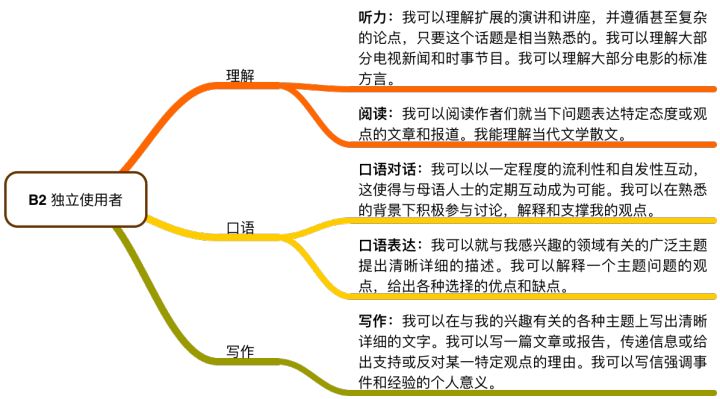 听力：我可以理解扩展的演讲和讲座，并遵循甚至复杂
的论点，只要这个话题是相当熟悉的。我可以理解大部
分电视新闻和时事节目。我可以理解大部分电影的标准
方言。
理解
阅读：我可以阅读作者们就当下问题表达特定态度或观
点的文章和报道。我能理解当代文学散文。
B2 独立使用者
口语对话：我可以以一定程度的流利性和自发性互动，
这使得与母语人士的定期互动成为可能。我可以在熟悉
的背景下积极参与讨论，解释和支撑我的观点。
口语
口语表达：我可以就与我感兴趣的领域有关的广泛主题
提出清晰详细的描述。我可以解释一个主题问题的观
点，给出各种选择的优点和缺点。
写作
写作：我可以在与我的兴趣有关的各种主题上写出清晰
详细的文字。我可以写一篇文章或报告，传递信息或给
出支持或反对某一特定观点的理由。我可以写信强调事
件和经验的个人意义。